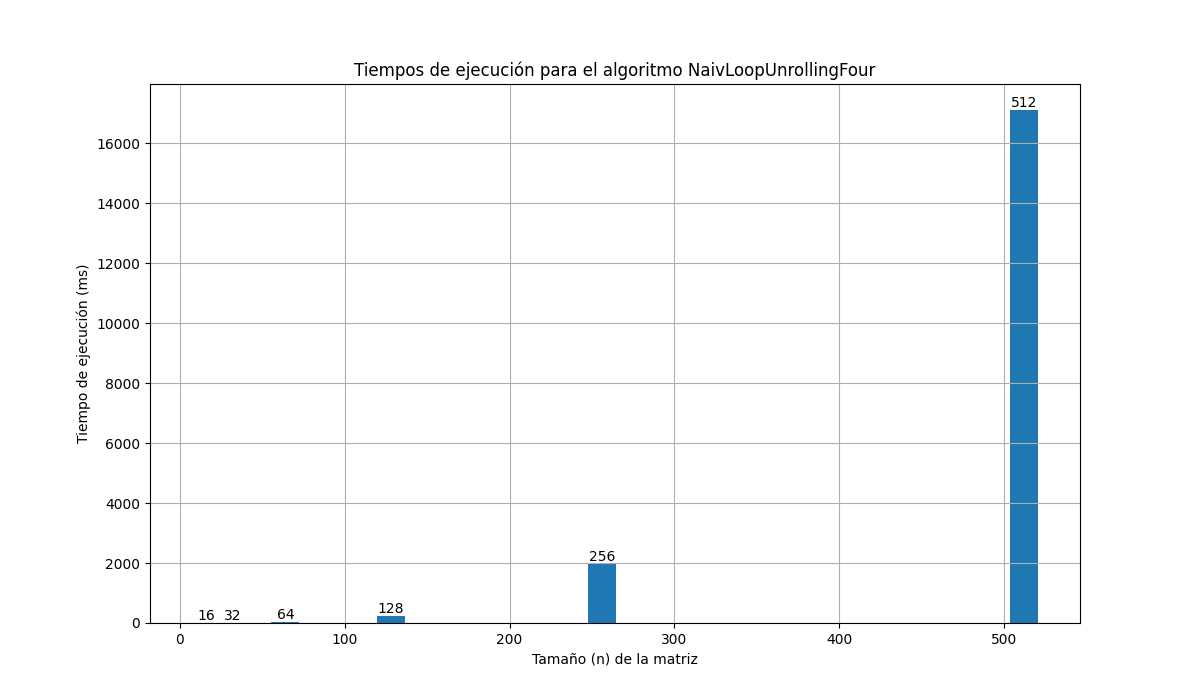 Tiempos de ejecución para el algoritmo NaivLoopUnrollingFour
512
16000
14000
12000
10000
Tiempo de ejecución (ms)
8000
6000
4000
2000
256
128
16 32 64
0
0 100 200 300 400 500
Tamaño (n) de la matriz